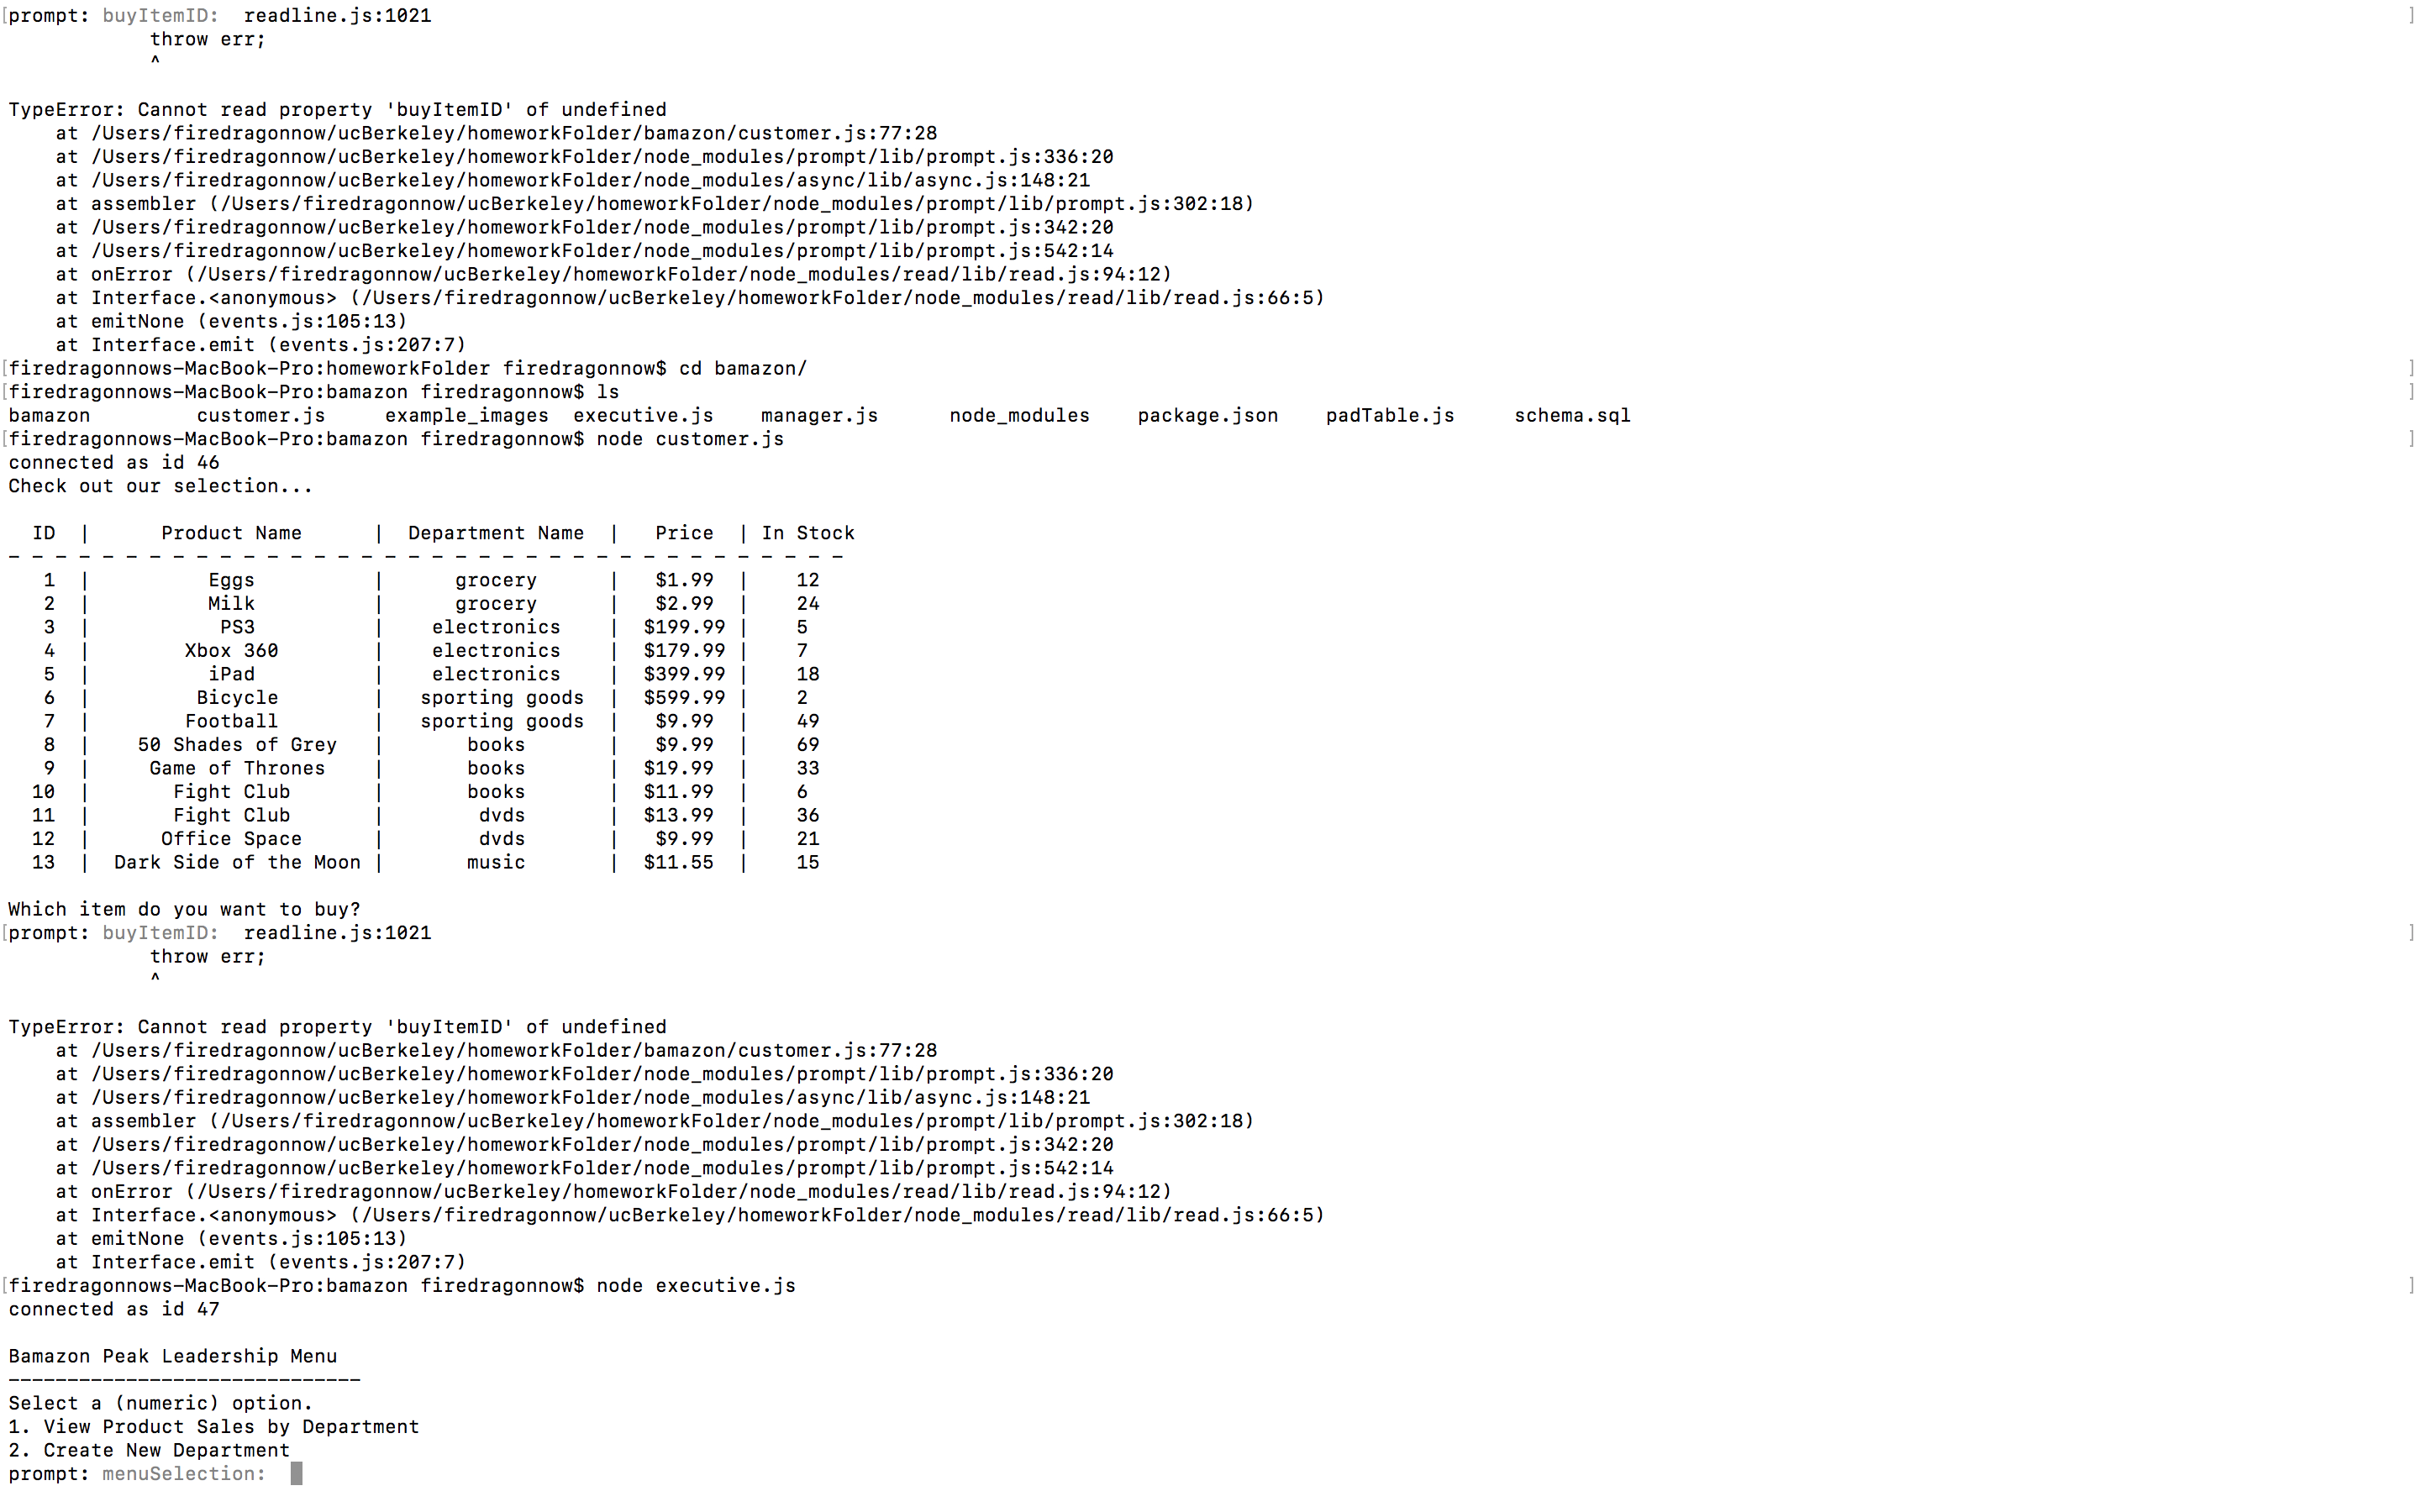 [prompt: buyItemID:  readline.js:1021 ]
            throw err;
            ^

TypeError: Cannot read property 'buyItemID' of undefined
    at /Users/firedragonnow/ucBerkeley/homeworkFolder/bamazon/customer.js:77:28
    at /Users/firedragonnow/ucBerkeley/homeworkFolder/node_modules/prompt/lib/prompt.js:336:20
    at /Users/firedragonnow/ucBerkeley/homeworkFolder/node_modules/async/lib/async.js:148:21
    at assembler (/Users/firedragonnow/ucBerkeley/homeworkFolder/node_modules/prompt/lib/prompt.js:302:18)
    at /Users/firedragonnow/ucBerkeley/homeworkFolder/node_modules/prompt/lib/prompt.js:342:20
    at /Users/firedragonnow/ucBerkeley/homeworkFolder/node_modules/prompt/lib/prompt.js:542:14
    at onError (/Users/firedragonnow/ucBerkeley/homeworkFolder/node_modules/read/lib/read.js:94:12)
    at Interface.<anonymous> (/Users/firedragonnow/ucBerkeley/homeworkFolder/node_modules/read/lib/read.js:66:5)
    at emitNone (events.js:105:13)
    at Interface.emit (events.js:207:7)
[firedragonnows-MacBook-Pro:homeworkFolder firedragonnow$ cd bamazon/ ]
[firedragonnows-MacBook-Pro:bamazon firedragonnow$ ls ]
bamazon         customer.js     example_images  executive.js    manager.js      node_modules    package.json    padTable.js     schema.sql
[firedragonnows-MacBook-Pro:bamazon firedragonnow$ node customer.js ]
connected as id 46
Check out our selection...

  ID  |      Product Name      |  Department Name  |   Price  | In Stock
- - - - - - - - - - - - - - - - - - - - - - - - - - - - - - - - - - - -
   1  |          Eggs          |      grocery      |   $1.99  |    12
   2  |          Milk          |      grocery      |   $2.99  |    24
   3  |           PS3          |    electronics    |  $199.99 |    5
   4  |        Xbox 360        |    electronics    |  $179.99 |    7
   5  |          iPad          |    electronics    |  $399.99 |    18
   6  |         Bicycle        |   sporting goods  |  $599.99 |    2
   7  |        Football        |   sporting goods  |   $9.99  |    49
   8  |    50 Shades of Grey   |       books       |   $9.99  |    69
   9  |     Game of Thrones    |       books       |  $19.99  |    33
  10  |       Fight Club       |       books       |  $11.99  |    6
  11  |       Fight Club       |        dvds       |  $13.99  |    36
  12  |      Office Space      |        dvds       |   $9.99  |    21
  13  |  Dark Side of the Moon |       music       |  $11.55  |    15

Which item do you want to buy?
[prompt: buyItemID:  readline.js:1021 ]
            throw err;
            ^

TypeError: Cannot read property 'buyItemID' of undefined
    at /Users/firedragonnow/ucBerkeley/homeworkFolder/bamazon/customer.js:77:28
    at /Users/firedragonnow/ucBerkeley/homeworkFolder/node_modules/prompt/lib/prompt.js:336:20
    at /Users/firedragonnow/ucBerkeley/homeworkFolder/node_modules/async/lib/async.js:148:21
    at assembler (/Users/firedragonnow/ucBerkeley/homeworkFolder/node_modules/prompt/lib/prompt.js:302:18)
    at /Users/firedragonnow/ucBerkeley/homeworkFolder/node_modules/prompt/lib/prompt.js:342:20
    at /Users/firedragonnow/ucBerkeley/homeworkFolder/node_modules/prompt/lib/prompt.js:542:14
    at onError (/Users/firedragonnow/ucBerkeley/homeworkFolder/node_modules/read/lib/read.js:94:12)
    at Interface.<anonymous> (/Users/firedragonnow/ucBerkeley/homeworkFolder/node_modules/read/lib/read.js:66:5)
    at emitNone (events.js:105:13)
    at Interface.emit (events.js:207:7)
[firedragonnows-MacBook-Pro:bamazon firedragonnow$ node executive.js ]
connected as id 47

Bamazon Peak Leadership Menu
------------------------------
Select a (numeric) option.
1. View Product Sales by Department
2. Create New Department
prompt: menuSelection: